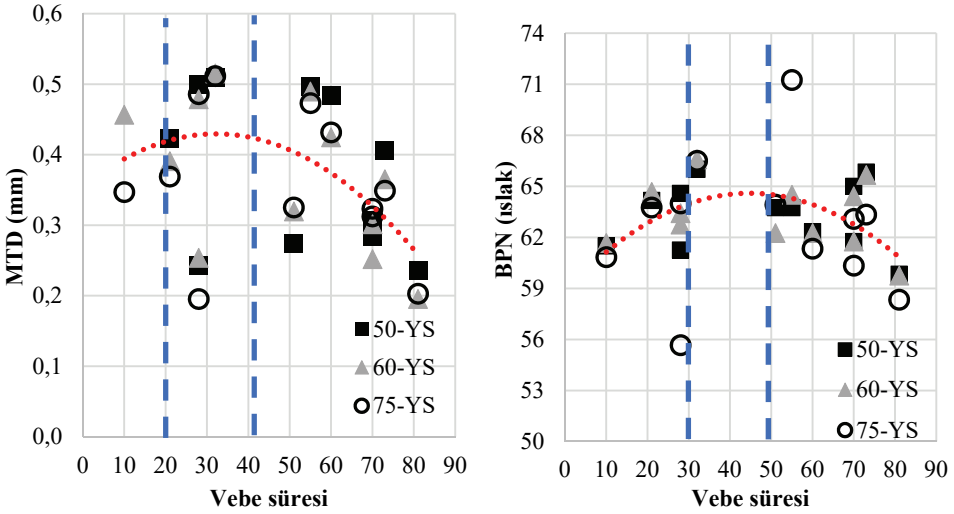 MTD (mm)
0,6
0,5
0,4
0,3
0,2
0,1
0,0
50-YS
60-YS
75-YS
0 10 20 30 40 50 60 70 80 90
Vebe süresi
BPN (ıslak)
74
71
68
65
62
59
56
53
50
50-YS
60-YS
75-YS
0 10 20 30 40 50 60 70 80 90
Vebe süresi